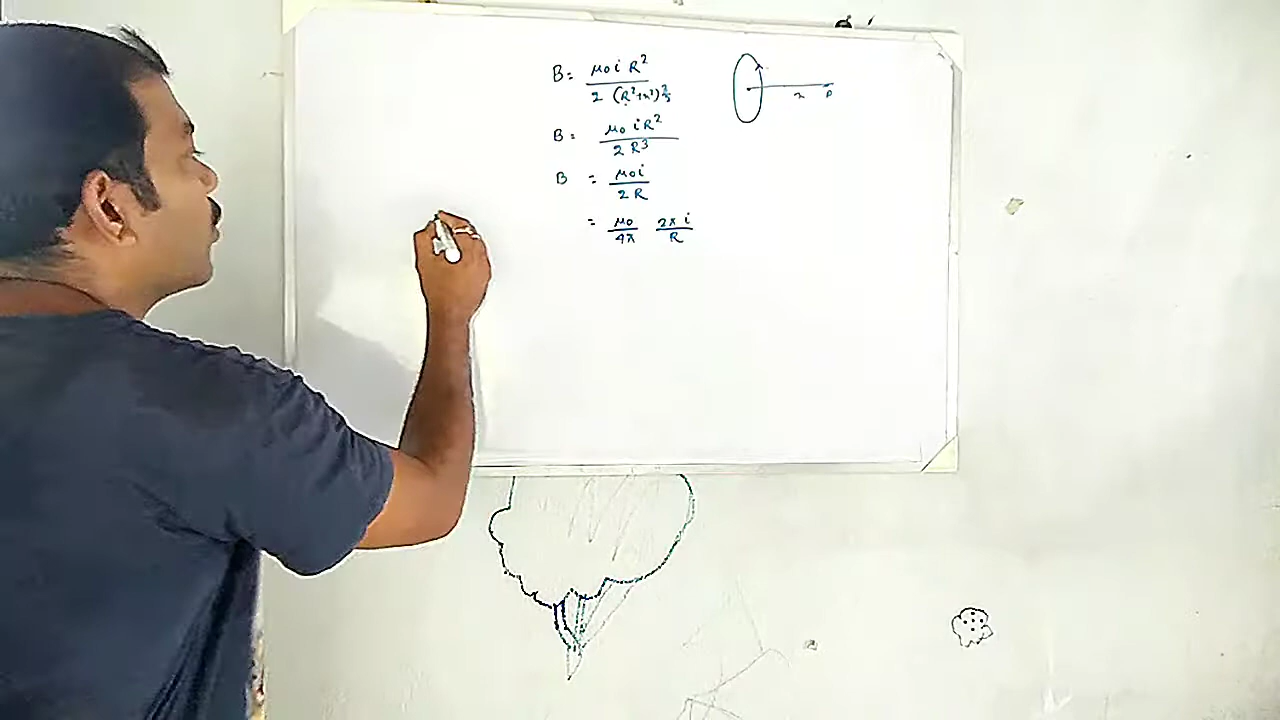 B = μ₀ i R² / 2 (R²+x²)^3/2
B = μ₀ i R² / 2 R³
B = μ₀ i / 2 R
= μ₀ / 4π 2π i / R
x P